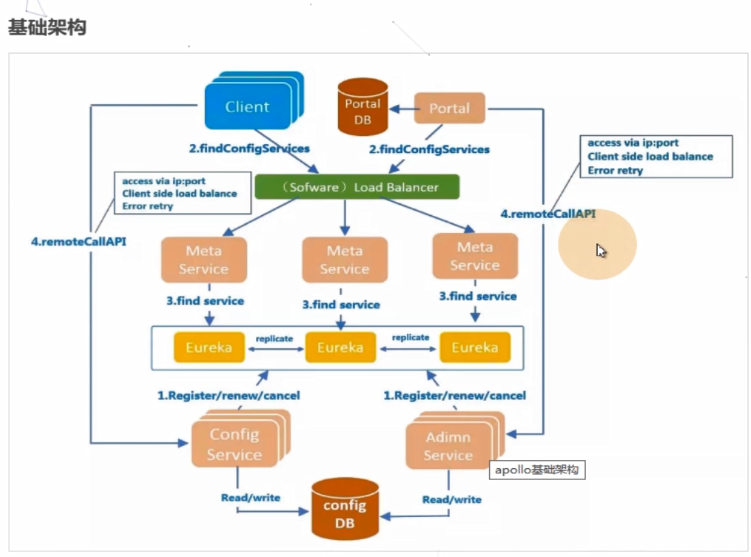 基础架构
Client
Portal
DB
Portal
2.findConfigServices
2.findConfigServices
access via ip:port
Client side load balance
Error retry
access via ip:port
Client side load balance
Error retry
（Sofware）Load Balancer
4.remoteCallAPI
4.remoteCallAPI
Meta
Service
Meta
Service
Meta
Service
3.find service
3.find service
3.find service
Eureka
replicate
Eureka
replicate
Eureka
1.Register/renew/cancel
1.Register/renew/cancel
Config
Service
Adimn
Service
apollo基础架构
Read/write
config
DB
Read/write